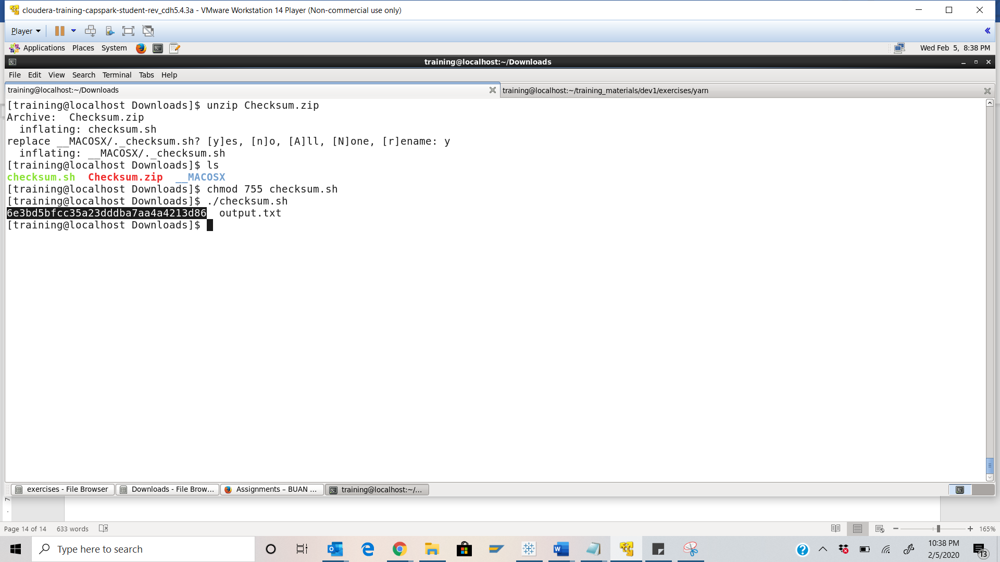 cloudera-training-capspark-student-rev_cdh5.4.3a - VMware Workstation 14 Player (Non-commercial use only)
Player
Applications Places System Wed Feb 5, 8:38 PM
training@localhost:~/Downloads
File Edit View Search Terminal Tabs Help
training@localhost:~/Downloads training@localhost:~/training_materials/dev1/exercises/yarn
[training@localhost Downloads]$ unzip Checksum.zip
Archive:  Checksum.zip
  inflating: checksum.sh
replace __MACOSX/._checksum.sh? [y]es, [n]o, [A]ll, [N]one, [r]ename: y
  inflating: __MACOSX/._checksum.sh
[training@localhost Downloads]$ ls
checksum.sh  Checksum.zip  __MACOSX
[training@localhost Downloads]$ chmod 755 checksum.sh
[training@localhost Downloads]$ ./checksum.sh
6e3bd5bfcc35a23dddba7aa4a4213d86  output.txt
[training@localhost Downloads]$
exercises - File Browser Downloads - File Brow... Assignments – BUAN ... training@localhost:~/...
7
Page 14 of 14 633 words 165%
Type here to search
10:38 PM
2/5/2020
13